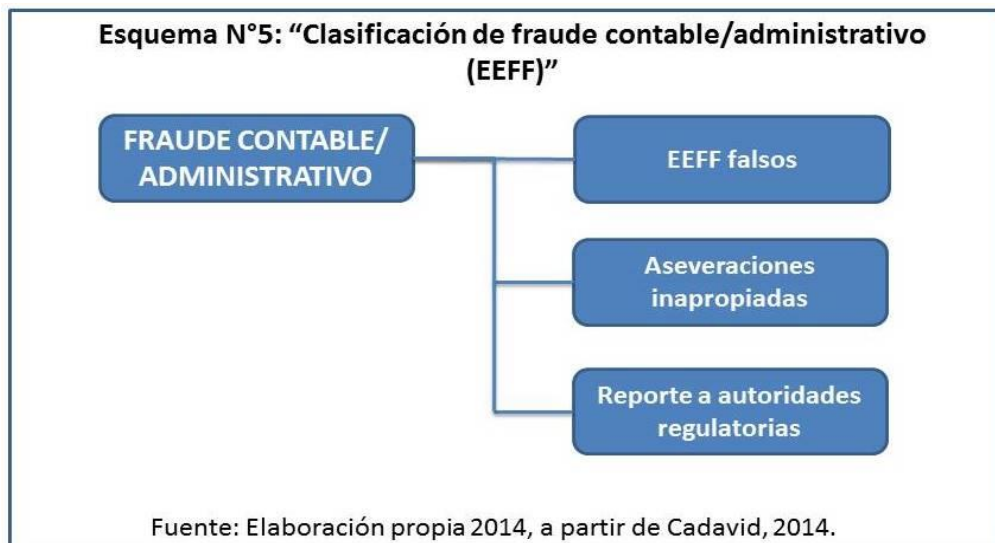 Esquema N°5: “Clasificación de fraude contable/administrativo
(EEFF)”
FRAUDE CONTABLE/
ADMINISTRATIVO
EEFF falsos
Aseveraciones
inapropiadas
Reporte a autoridades
regulatorias
Fuente: Elaboración propia 2014, a partir de Cadavid, 2014.